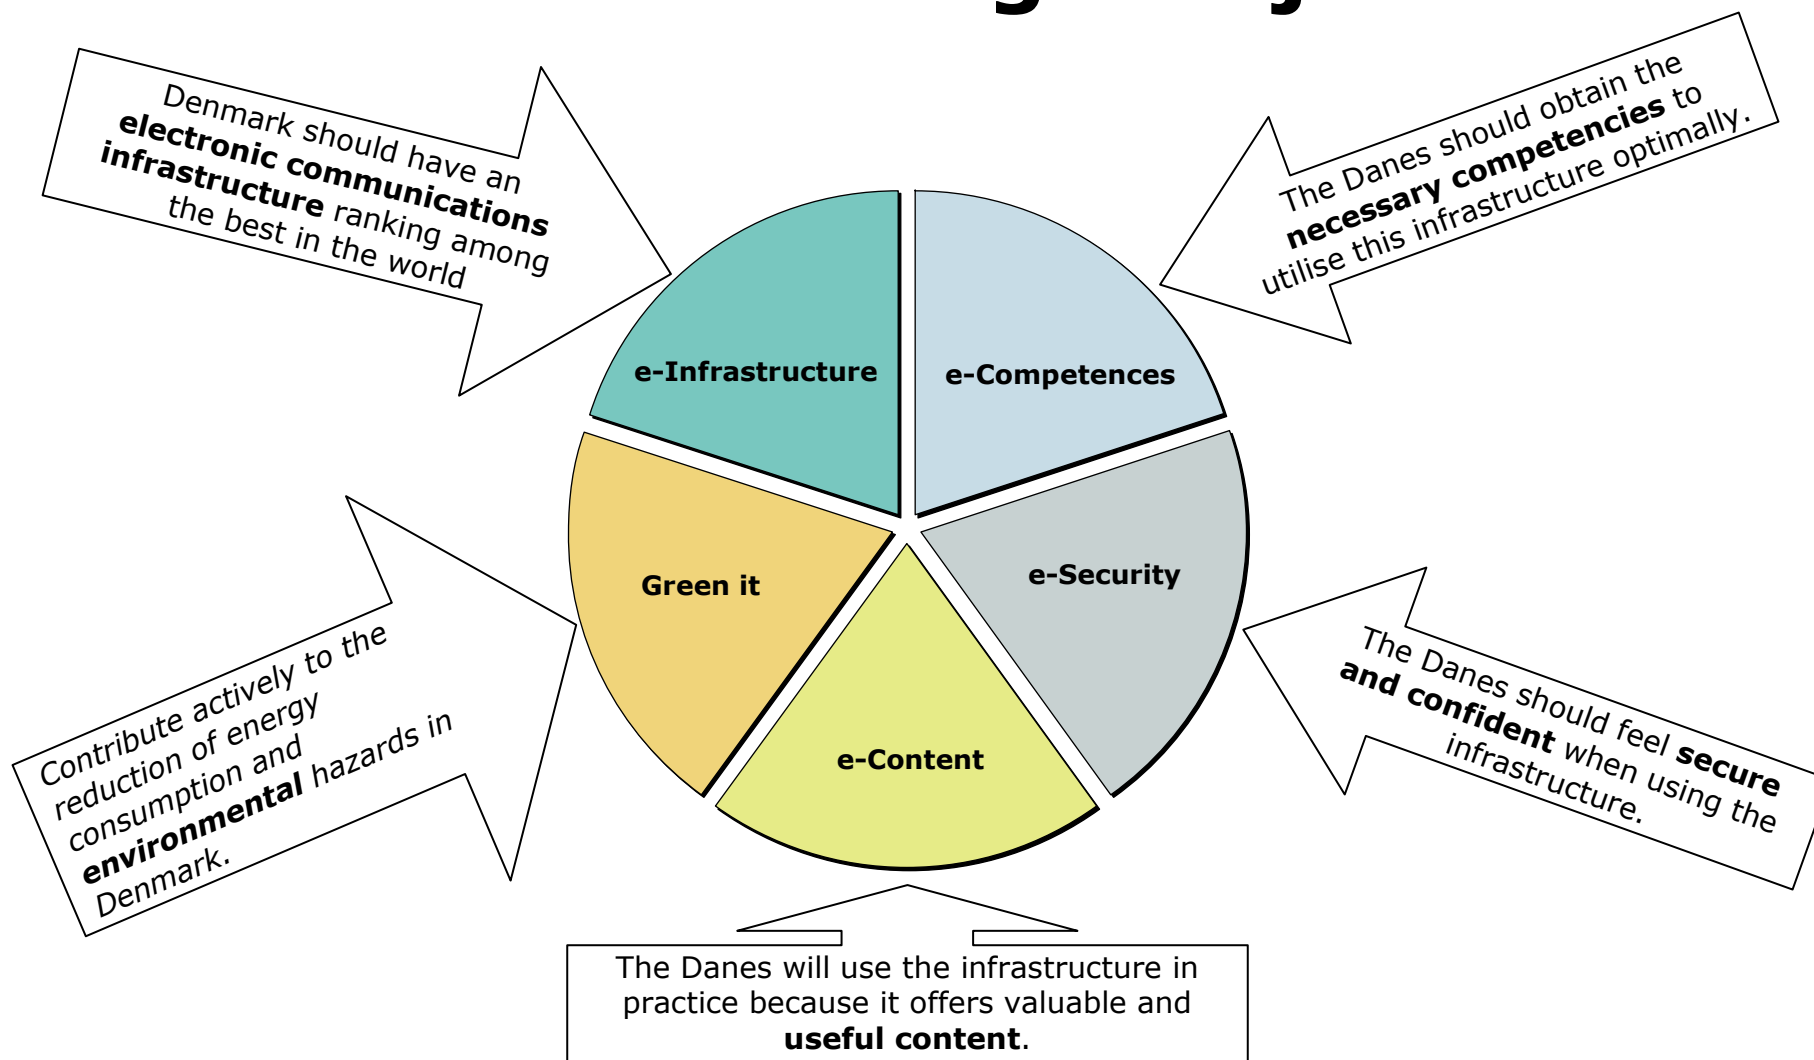 Denmark should have an
electronic communications
infrastructure ranking among
the best in the world
The Danes should obtain the
necessary competencies to
utilise this infrastructure optimally.
e-Infrastructure
e-Competences
Green it
e-Security
e-Content
Contribute actively to the
reduction of energy
consumption and
environmental hazards in
Denmark.
The Danes should feel secure
and confident when using the
infrastructure.
The Danes will use the infrastructure in
practice because it offers valuable and
useful content.